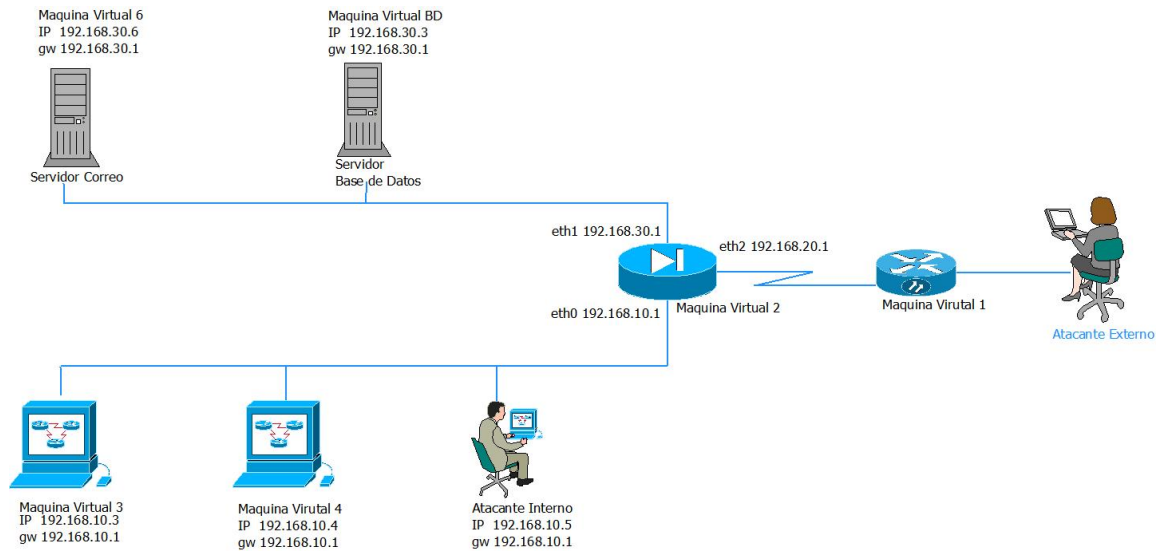 Maquina Virtual 6
IP 192.168.30.6
gw 192.168.30.1
Maquina Virtual BD
IP 192.168.30.3
gw 192.168.30.1
Servidor Correo
Servidor
Base de Datos
eth1 192.168.30.1
eth2 192.168.20.1
eth0 192.168.10.1
Maquina Virtual 2
Maquina Virutal 1
Atacante Externo
Maquina Virtual 3
IP 192.168.10.3
gw 192.168.10.1
Maquina Virutal 4
IP 192.168.10.4
gw 192.168.10.1
Atacante Interno
IP 192.168.10.5
gw 192.168.10.1